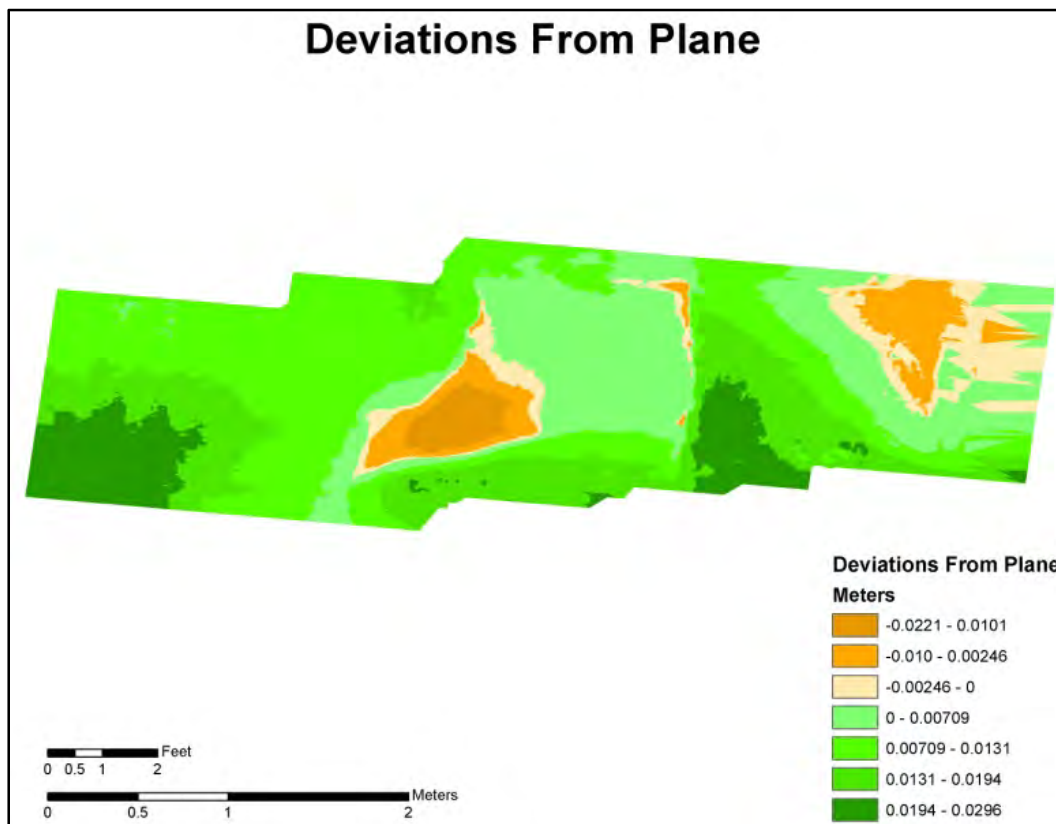 Deviations From Plane
Deviations From Plane
Meters
-0.0221 - 0.0101
-0.010 - 0.00246
-0.00246 - 0
0 - 0.00709
0.00709 - 0.0131
0.0131 - 0.0194
0.0194 - 0.0296
Feet
0 0.5 1 2
Meters
0 0.5 1 2